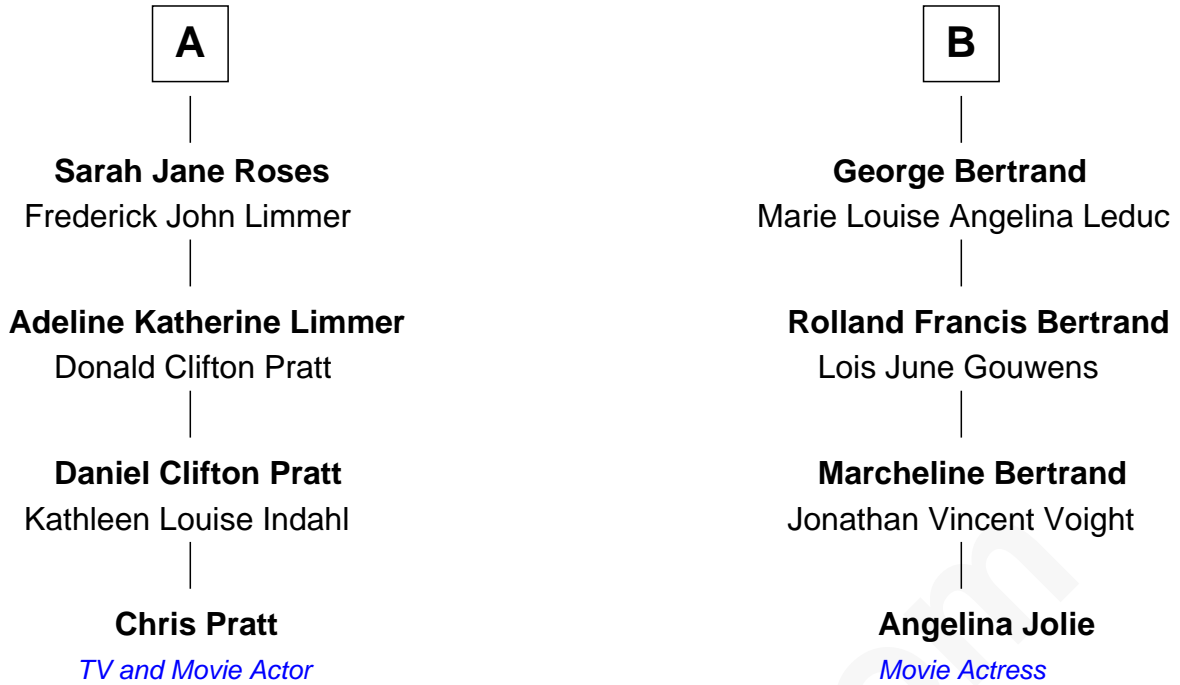 A
B
Sarah Jane Roses
Frederick John Limmer
George Bertrand
Marie Louise Angelina Leduc
Adeline Katherine Limmer
Donald Clifton Pratt
Rolland Francis Bertrand
Lois June Gouwens
Daniel Clifton Pratt
Kathleen Louise Indahl
Marcheline Bertrand
Jonathan Vincent Voight
Chris Pratt
TV and Movie Actor
Angelina Jolie
Movie Actress